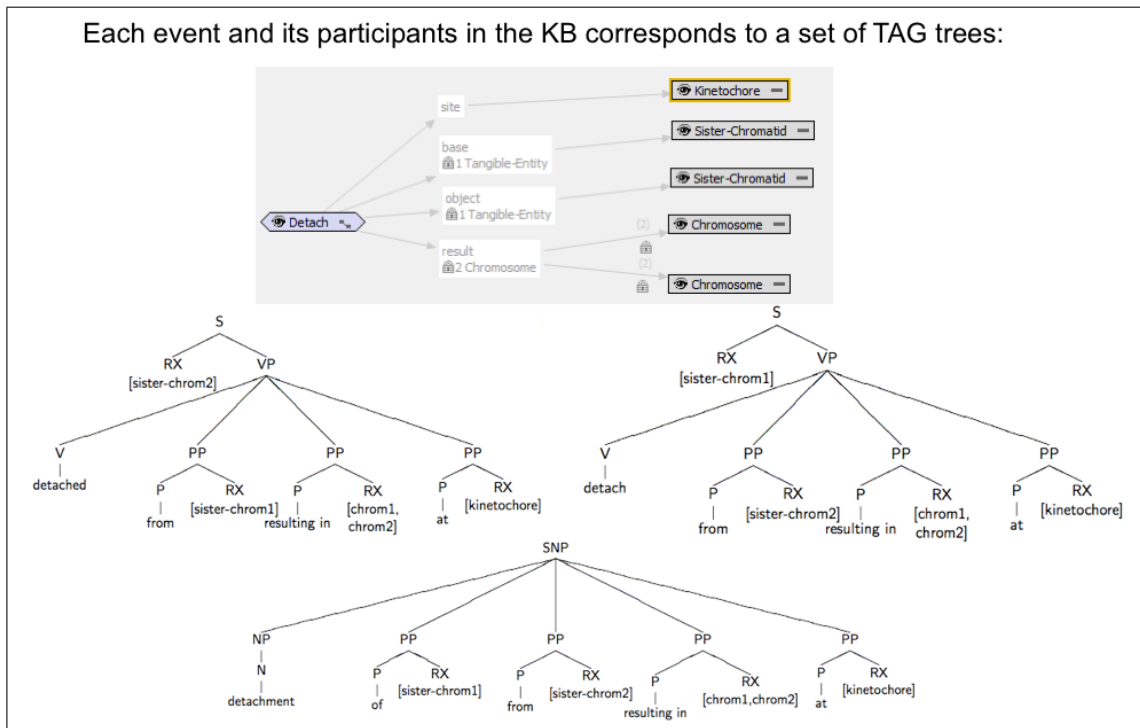 Each event and its participants in the KB corresponds to a set of TAG trees:
Kinetochore
site
Sister-Chromatid
base
1 Tangible-Entity
Sister-Chromatid
object
1 Tangible-Entity
Detach
(2)
Chromosome
result
2 Chromosome
(2)
Chromosome
S
RX VP
[sister-chrom2]
V PP PP PP
detached
P RX P RX P RX
from [sister-chrom1] resulting in [chrom1, chrom2] at [kinetochore]
S
RX VP
[sister-chrom1]
V PP PP PP
detach
P RX P RX P RX
from [sister-chrom2] resulting in [chrom1, chrom2] at [kinetochore]
SNP
NP PP PP PP PP
N P RX P RX P RX P RX
detachment of [sister-chrom1] from [sister-chrom2] resulting in [chrom1,chrom2] at [kinetochore]